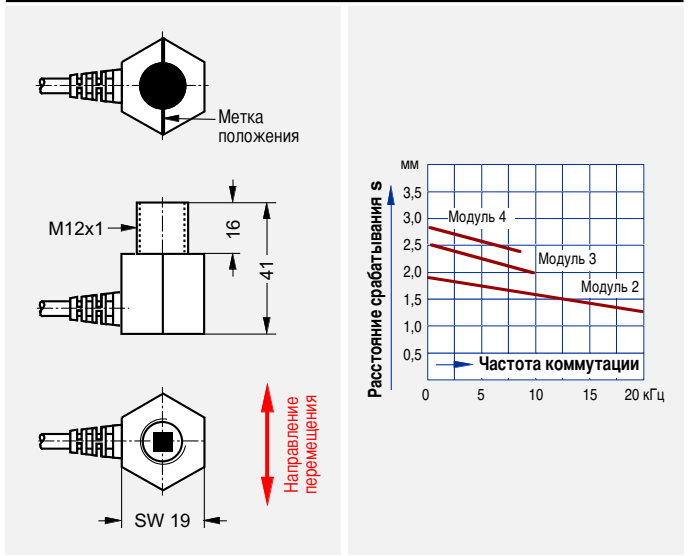 Метка
положения
M12x1
16
41
Направление
перемещения
SW 19
мм
Расстояние срабатывания s
3,5
3,0
2,5
2,0
1,5
1,0
0,5
Модуль 4
Модуль 3
Модуль 2
Частота коммутации
0 5 10 15 20 кГц